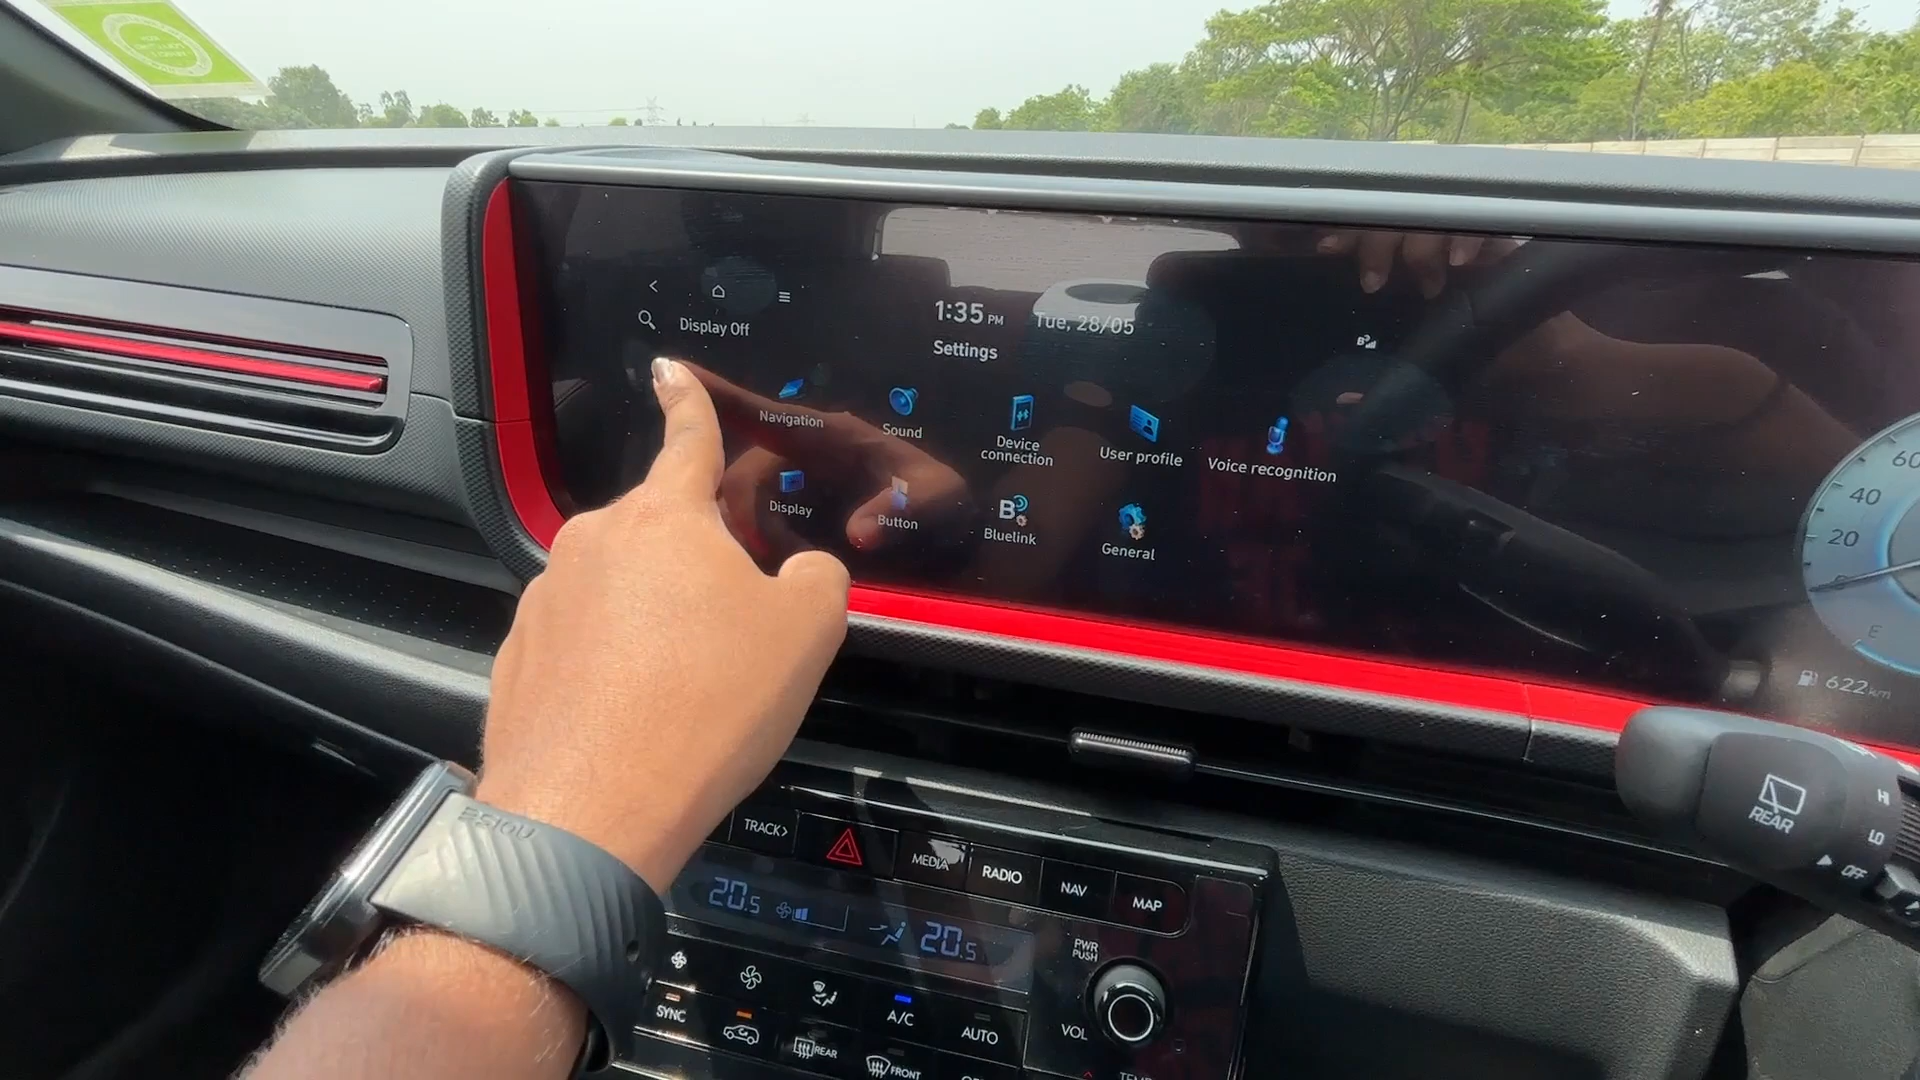 Display Off
1:35 PM
Tue, 28/05
Settings
Navigation
Sound
Device
connection
User profile
Voice recognition
Display
Button
Bluelink
General
60
40
20
E
622 km
REAR
HI
LO
OFF
TRACK>
MEDIA
RADIO
NAV
MAP
20.5
20.5
PWR
PUSH
VOL
SYNC
A/C
AUTO
REAR
FRONT